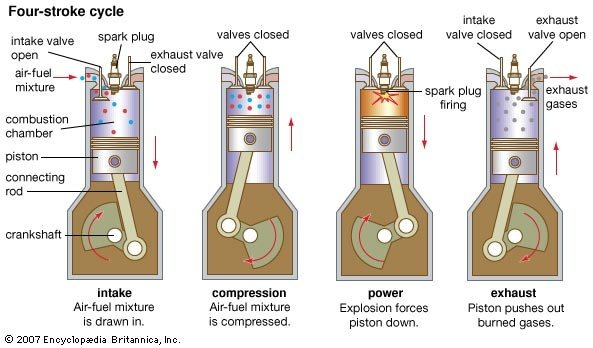 Four-stroke cycle
intake valve
open
spark plug
exhaust valve
closed
air-fuel
mixture
combustion
chamber
piston
connecting
rod
crankshaft
valves closed
valves closed
spark plug
firing
intake
valve closed
exhaust
valve open
exhaust
gases
intake
Air-fuel mixture
is drawn in.
compression
Air-fuel mixture
is compressed.
power
Explosion forces
piston down.
exhaust
Piston pushes out
burned gases.
© 2007 Encyclopædia Britannica, Inc.